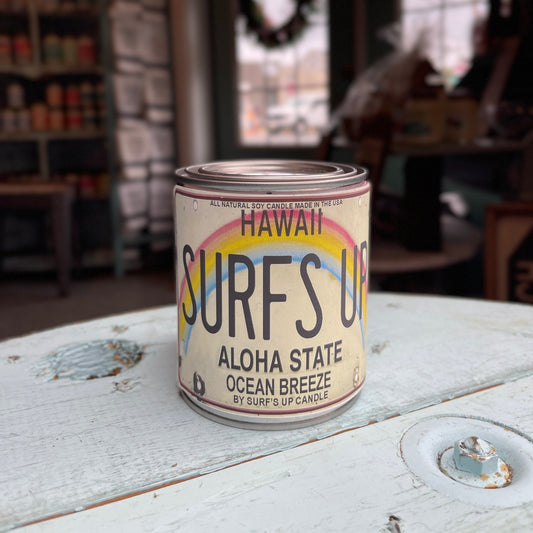 ALL NATURAL SOY CANDLE MADE IN THE USA
HAWAII
SURFS UP
ALOHA STATE
OCEAN BREEZE
BY SURF'S UP CANDLE